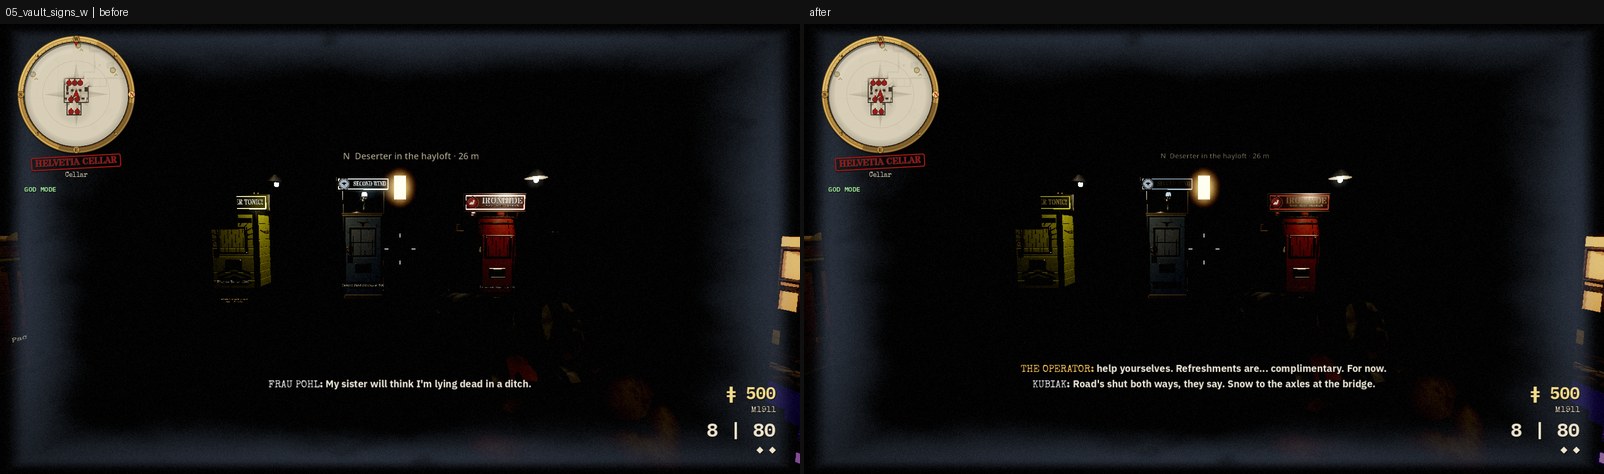 05_vault_signs_w | before
HELVETIA CELLAR
Cellar
GOD MODE
N Deserter in the hayloft · 26 m
R TONIC
SECOND WIND
IRONHIDE
FRAU POHL: My sister will think I'm lying dead in a ditch.
500
M1911
8 | 80
after
HELVETIA CELLAR
Cellar
GOD MODE
N Deserter in the hayloft · 26 m
R TONIC
IRONHIDE
THE OPERATOR: help yourselves. Refreshments are... complimentary. For now.
KUBIAK: Road's shut both ways, they say. Snow to the axles at the bridge.
500
M1911
8 | 80